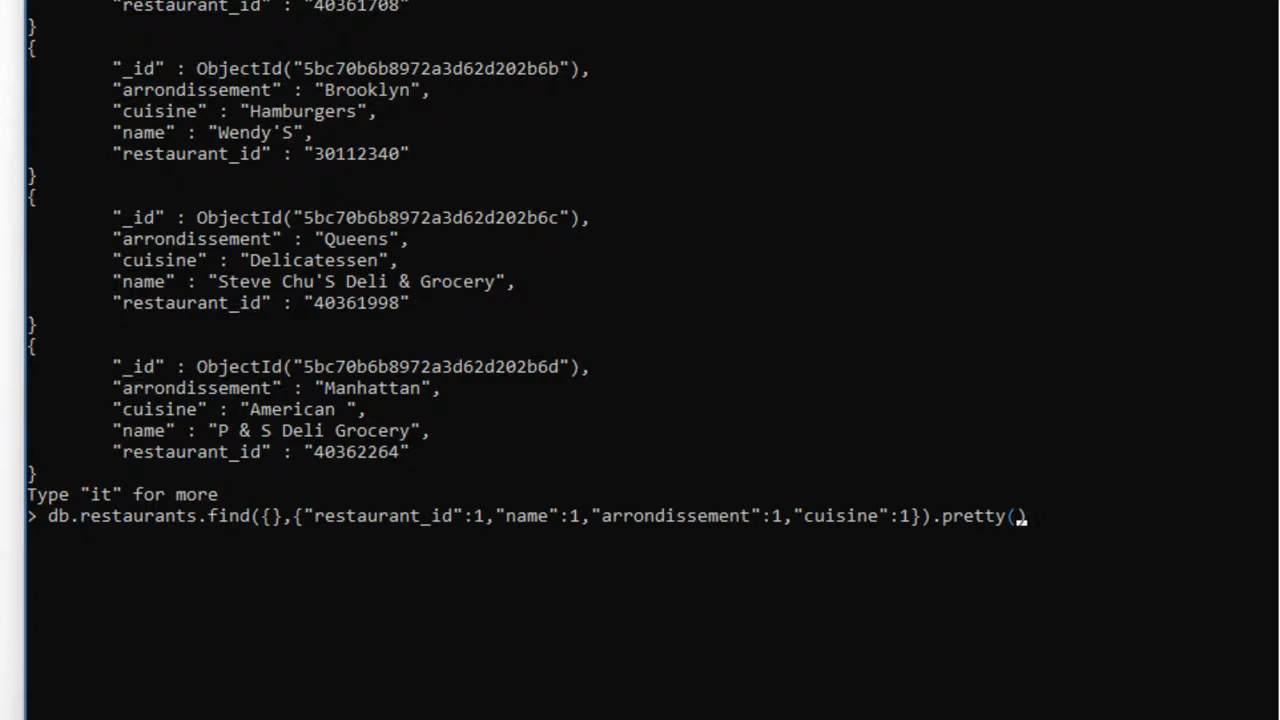 "restaurant_id" : "40361708"
}
{
"_id" : ObjectId("5bc70b6b8972a3d62d202b6b"),
"arrondissement" : "Brooklyn",
"cuisine" : "Hamburgers",
"name" : "Wendy'S",
"restaurant_id" : "30112340"
}
{
"_id" : ObjectId("5bc70b6b8972a3d62d202b6c"),
"arrondissement" : "Queens",
"cuisine" : "Delicatessen",
"name" : "Steve Chu'S Deli & Grocery",
"restaurant_id" : "40361998"
}
{
"_id" : ObjectId("5bc70b6b8972a3d62d202b6d"),
"arrondissement" : "Manhattan",
"cuisine" : "American ",
"name" : "P & S Deli Grocery",
"restaurant_id" : "40362264"
}
Type "it" for more
> db.restaurants.find({},{"restaurant_id":1,"name":1,"arrondissement":1,"cuisine":1}).pretty()